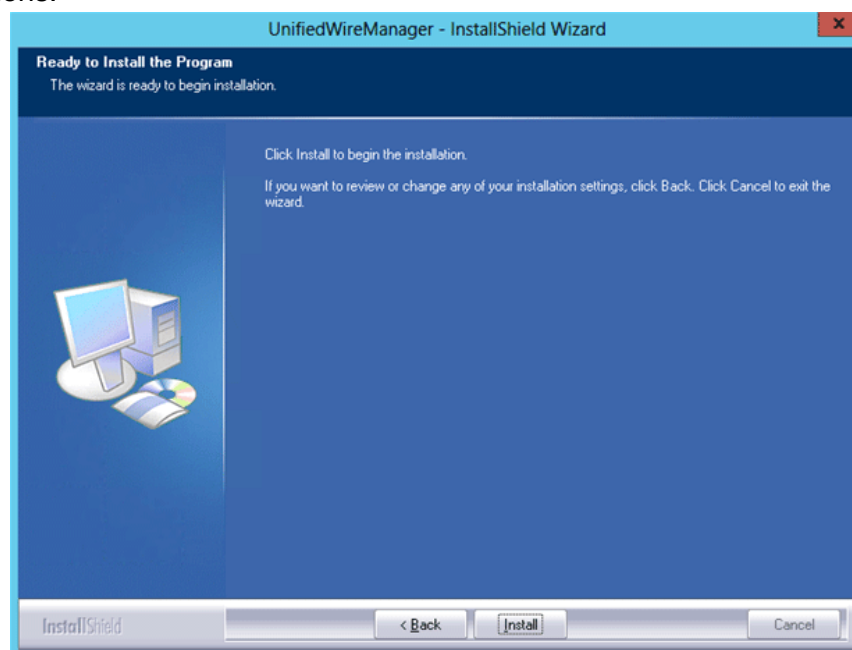 UnifiedWireManager - InstallShield Wizard
Ready to Install the Program
The wizard is ready to begin installation.
Click Install to begin the installation.
If you want to review or change any of your installation settings, click Back. Click Cancel to exit the
wizard.
InstallShield
< Back
Install
Cancel